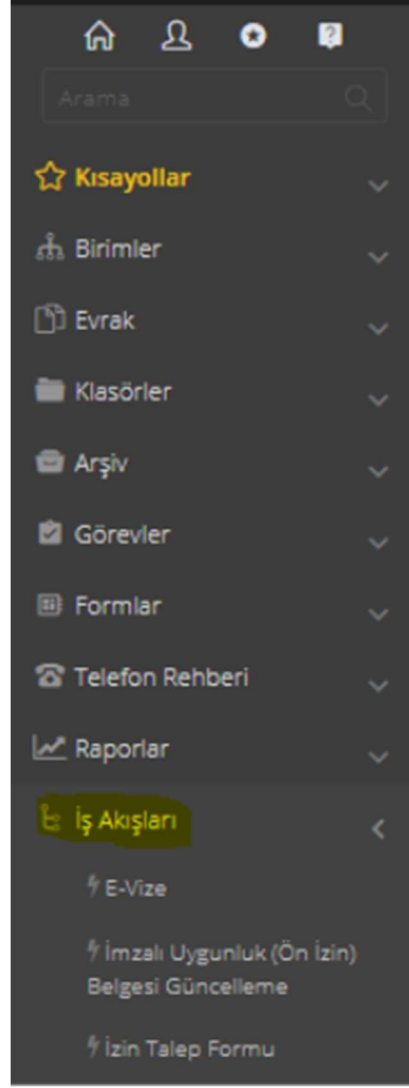 Arama
Kısayollar
Birimler
Evrak
Klasörler
Arşiv
Görevler
Formlar
Telefon Rehberi
Raporlar
İş Akışları
E-Vize
İmzalı Uygunluk (Ön İzin)
Belgesi Güncelleme
İzin Talep Formu